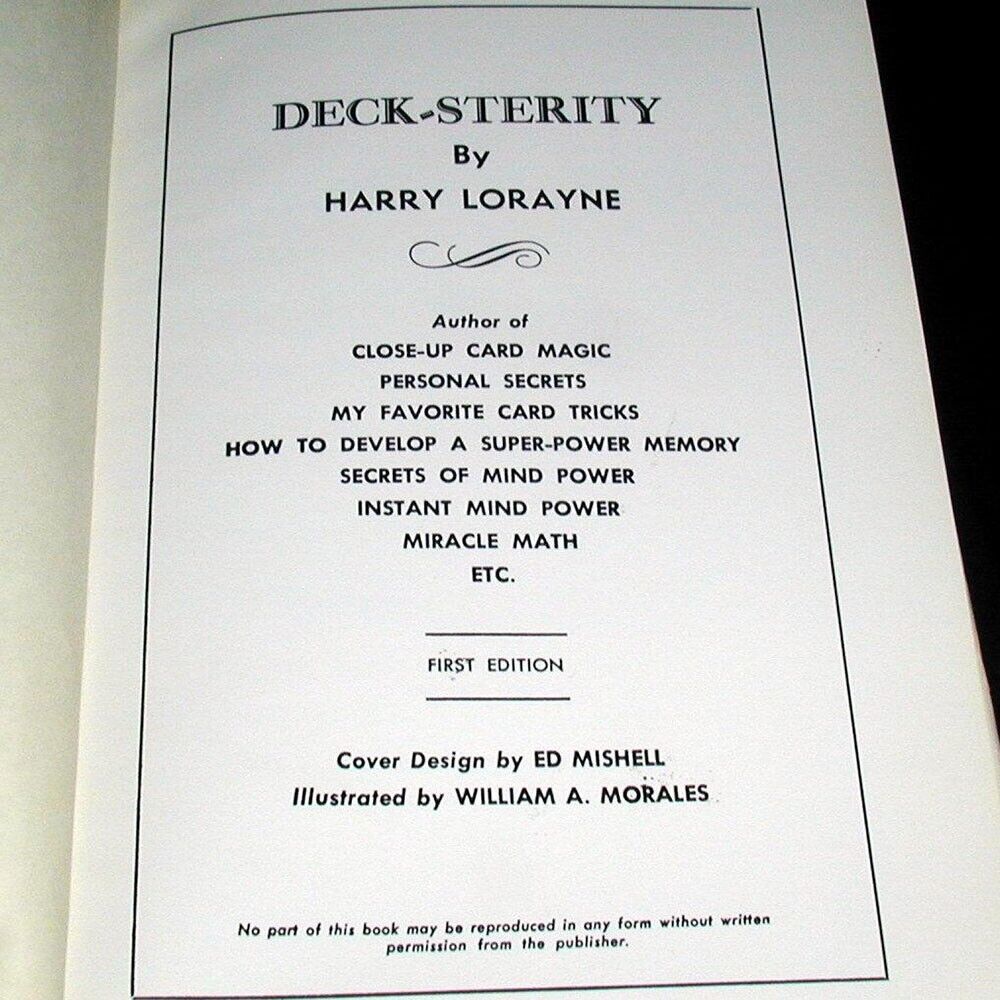 DECK-STERITY
By
HARRY LORAYNE
Author of
CLOSE-UP CARD MAGIC
PERSONAL SECRETS
MY FAVORITE CARD TRICKS
HOW TO DEVELOP A SUPER-POWER MEMORY
SECRETS OF MIND POWER
INSTANT MIND POWER
MIRACLE MATH
ETC.
FIRST EDITION
Cover Design by ED MISHELL
Illustrated by WILLIAM A. MORALES
No part of this book may be reproduced in any form without written
permission from the publisher.